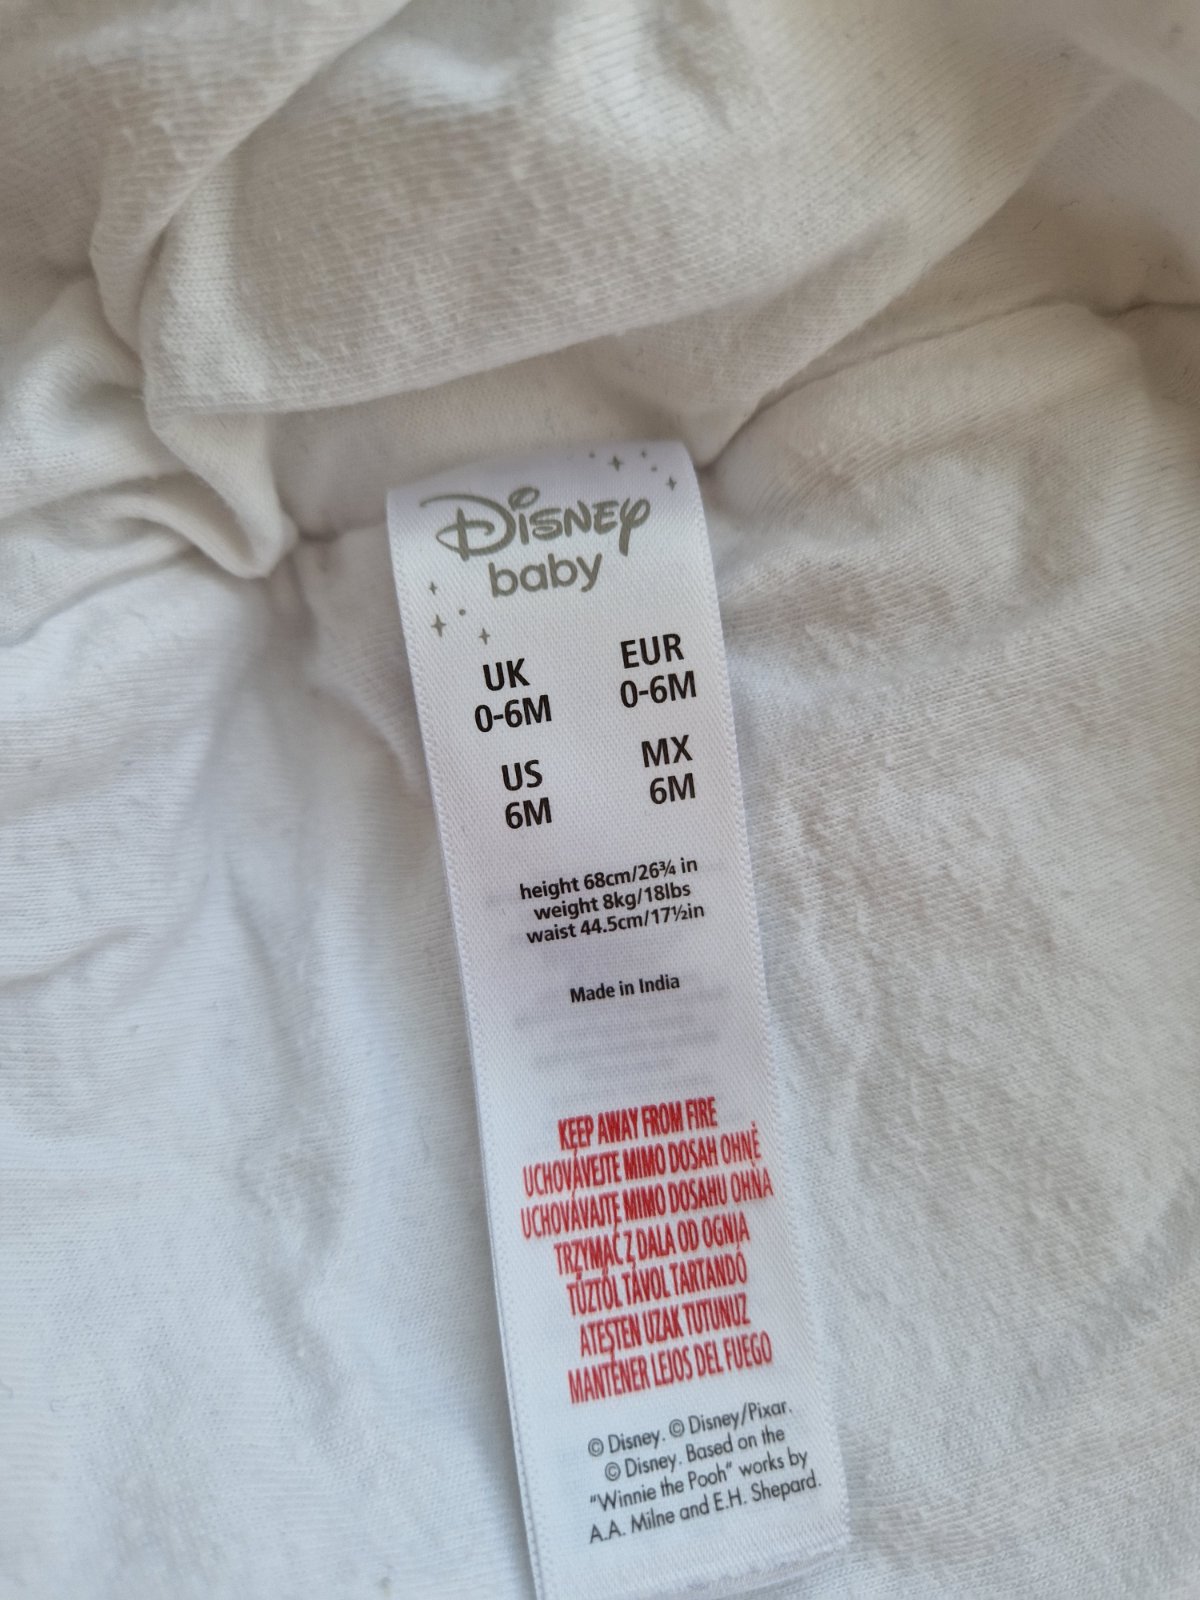 Disney
baby
UK EUR
0-6M 0-6M
US MX
6M 6M
height 68cm/26¾ in
weight 8kg/18lbs
waist 44.5cm/17½in
Made in India
KEEP AWAY FROM FIRE
UCHOVÁVEJTE MIMO DOSAH OHNĚ
UCHOVÁVAJTE MIMO DOSAHU OHŇA
TRZYMAĆ Z DALA OD OGNIA
TŰZTŐL TÁVOL TARTANDÓ
ATEŞTEN UZAK TUTUNUZ
MANTENER LEJOS DEL FUEGO
© Disney. © Disney/Pixar.
© Disney. Based on the
"Winnie the Pooh" works by
A.A. Milne and E.H. Shepard.